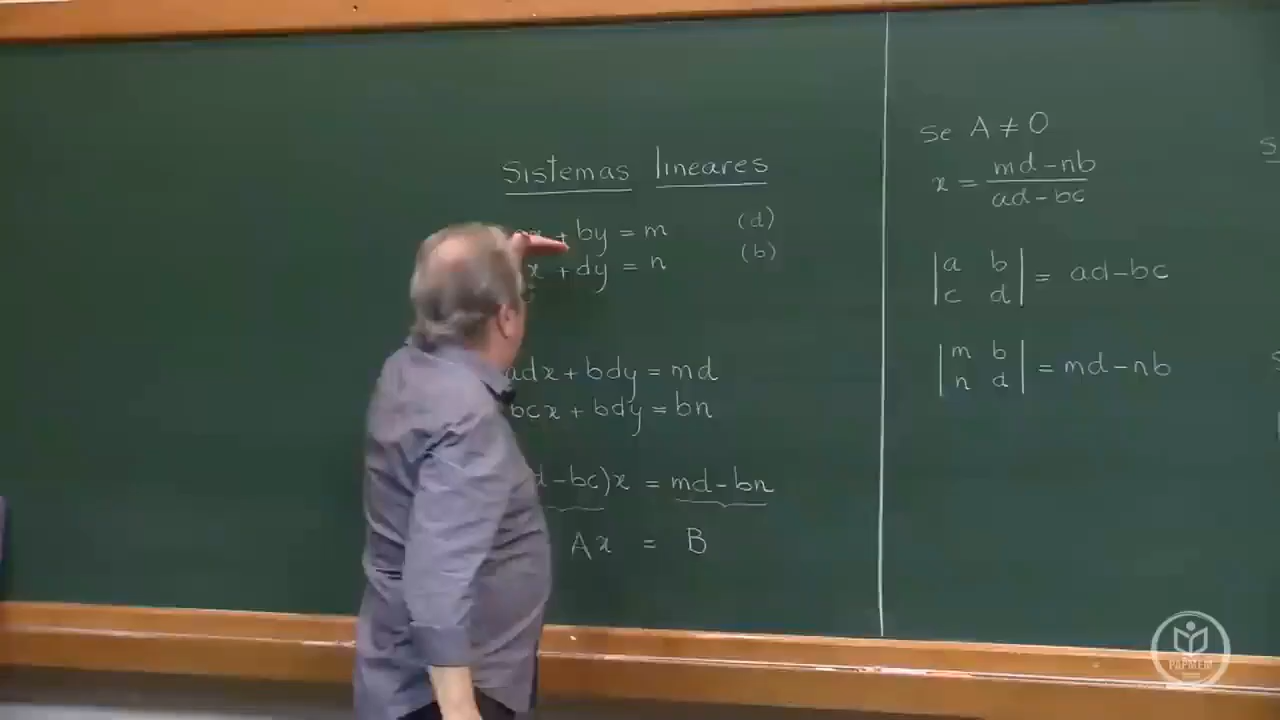 Sistemas lineares
+ by = m (d)
x + dy = n (b)
adx + bdy = md
bcx + bdy = bn
d - bc)x = md - bn
Ax = B
Se A ≠ 0
x = md - nb / ad - bc
|a b|
|c d| = ad - bc
|m b|
|n d| = md - nb
PAPMEM